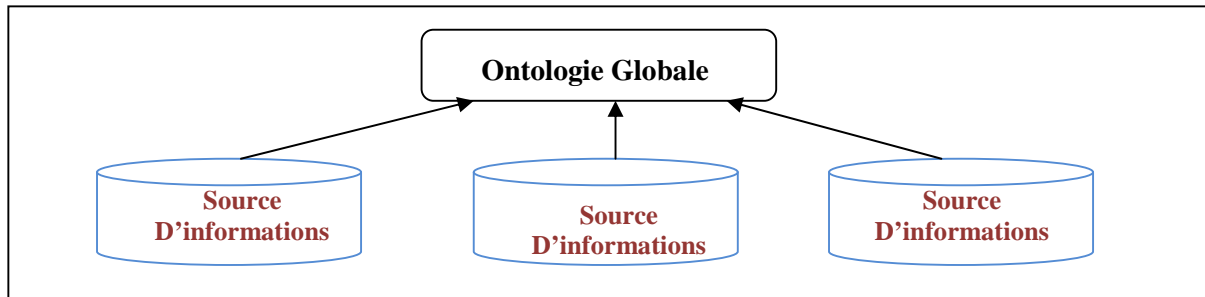 Ontologie Globale
Source
D’informations
Source
D’informations
Source
D’informations